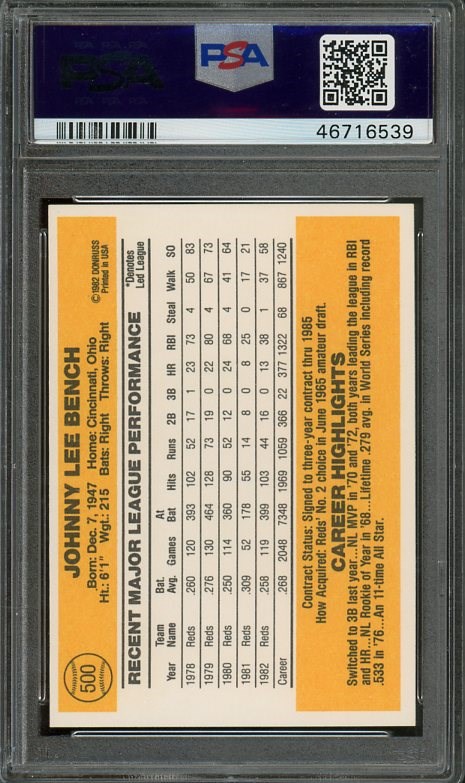 PSA
PSA
46716539
500
JOHNNY LEE BENCH
Born: Dec. 7, 1947 Home: Cincinnati, Ohio
Ht.: 6'1" Wgt.: 215 Bats: Right Throws: Right
©1982 DONRUSS
Printed in USA
RECENT MAJOR LEAGUE PERFORMANCE
*Denotes
Led League
Year Team Name Bat. Avg. Games At Bat Hits Runs 2B 3B HR RBI Steal Walk SO
1978 Reds .260 120 393 102 52 17 1 23 73 4 50 83
1979 Reds .276 130 464 128 73 19 0 22 80 4 67 73
1980 Reds .250 114 360 90 52 12 0 24 68 4 41 64
1981 Reds .309 52 178 55 14 8 0 8 25 0 17 21
1982 Reds .258 119 399 103 44 16 0 13 38 1 37 58
Career .268 2048 7348 1969 1059 366 22 377 1322 68 867 1240
Contract Status: Signed to three-year contract thru 1985
How Acquired: Reds' No. 2 choice in June 1965 amateur draft.
CAREER HIGHLIGHTS
Switched to 3B last year...NL MVP in '70 and '72, both years leading the league in RBI
and HR...NL Rookie of Year in '68...Lifetime .279 avg. in World Series including record
.533 in '76...An 11-time All Star.